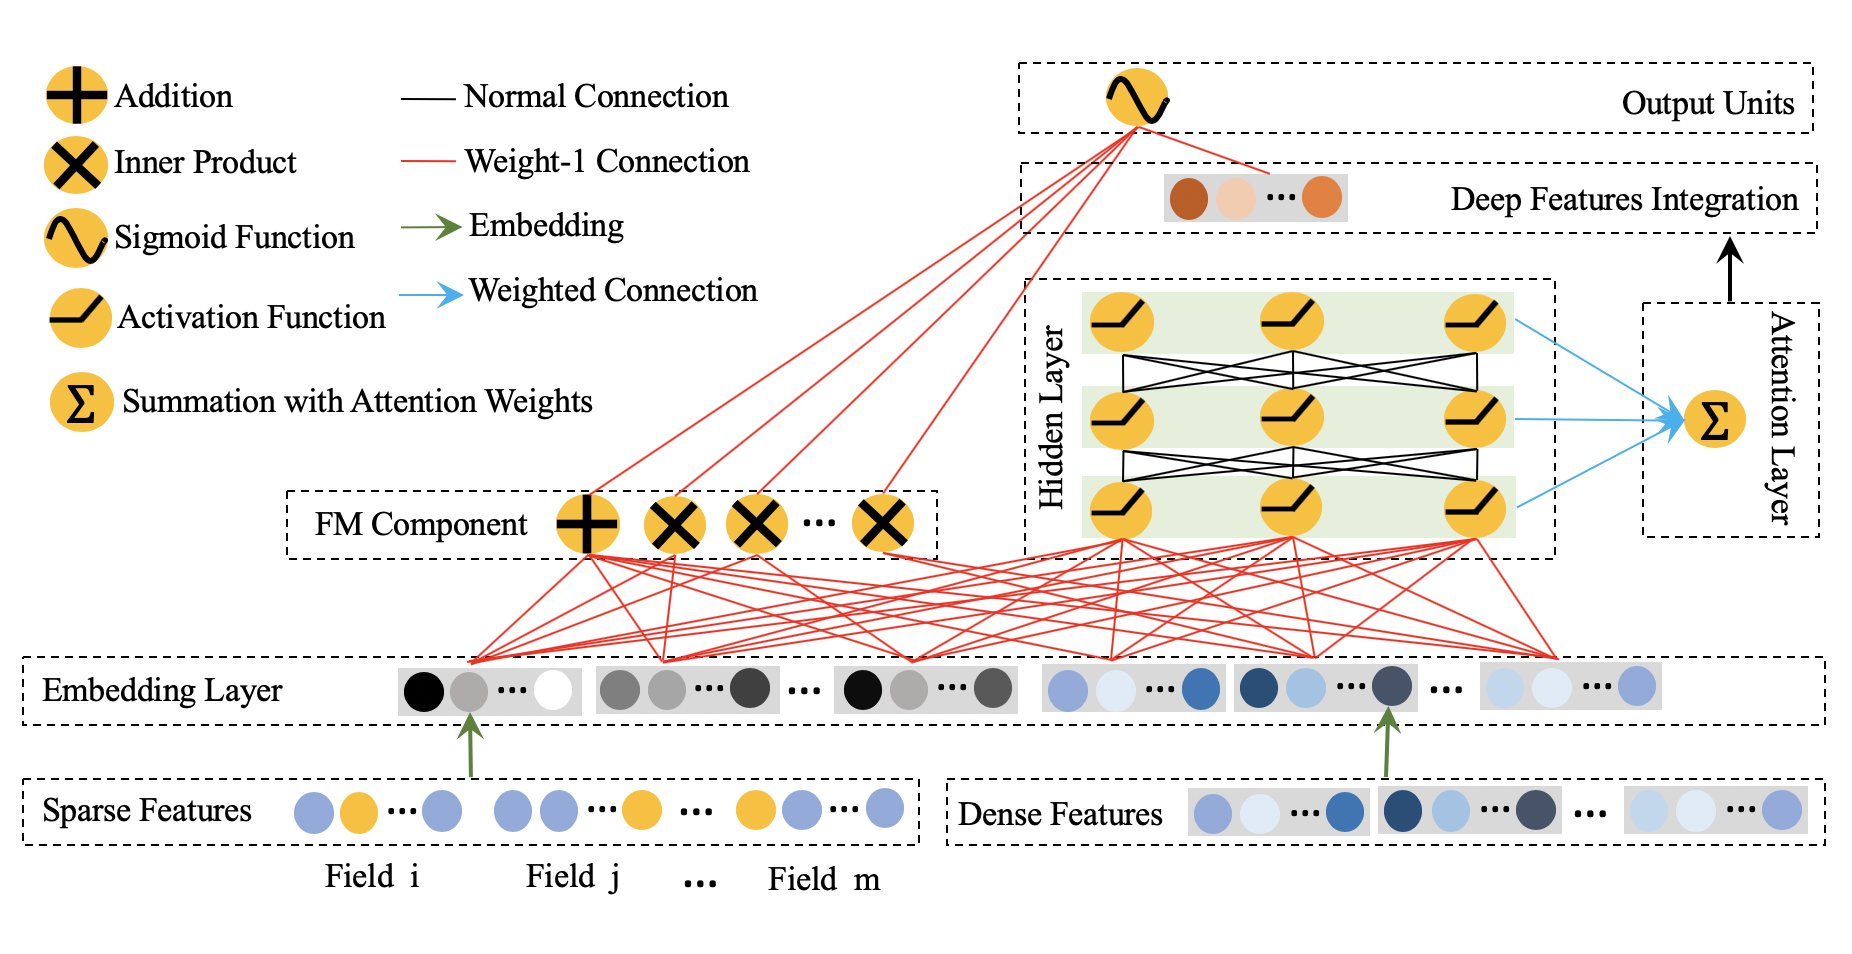 Addition
Normal Connection
Inner Product
Weight-1 Connection
Sigmoid Function
Embedding
Activation Function
Weighted Connection
Σ Summation with Attention Weights
Output Units
Deep Features Integration
Hidden Layer
Σ
Attention Layer
FM Component ...
Embedding Layer ... ... ... ... ... ... ... ...
Sparse Features ... ... ... ...
Dense Features ... ... ... ...
Field i
Field j
...
Field m